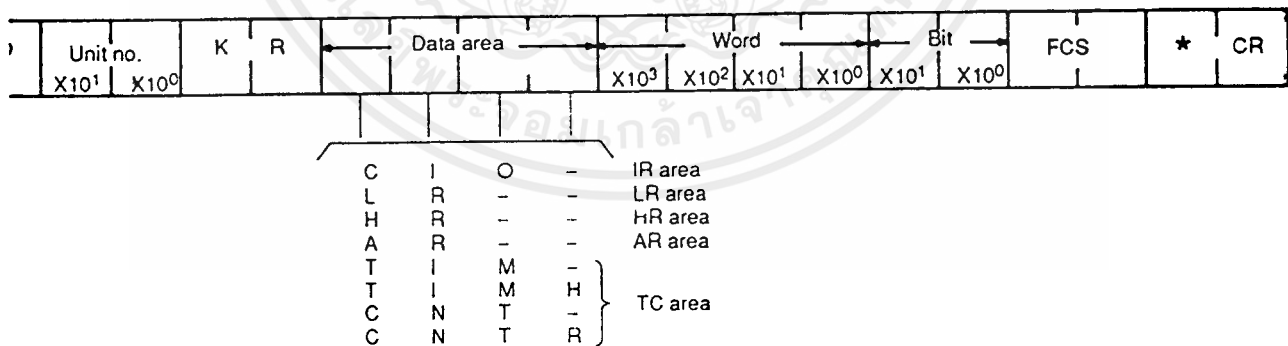 Unit no. K R Data area Word Bit FCS * CR
X10¹ X10⁰ X10³ X10² X10¹ X10⁰ X10¹ X10⁰
C I O - IR area
L R - - LR area
H R - - HR area
A R - - AR area
T I M -
T I M H
TC area
C N T -
C N T R